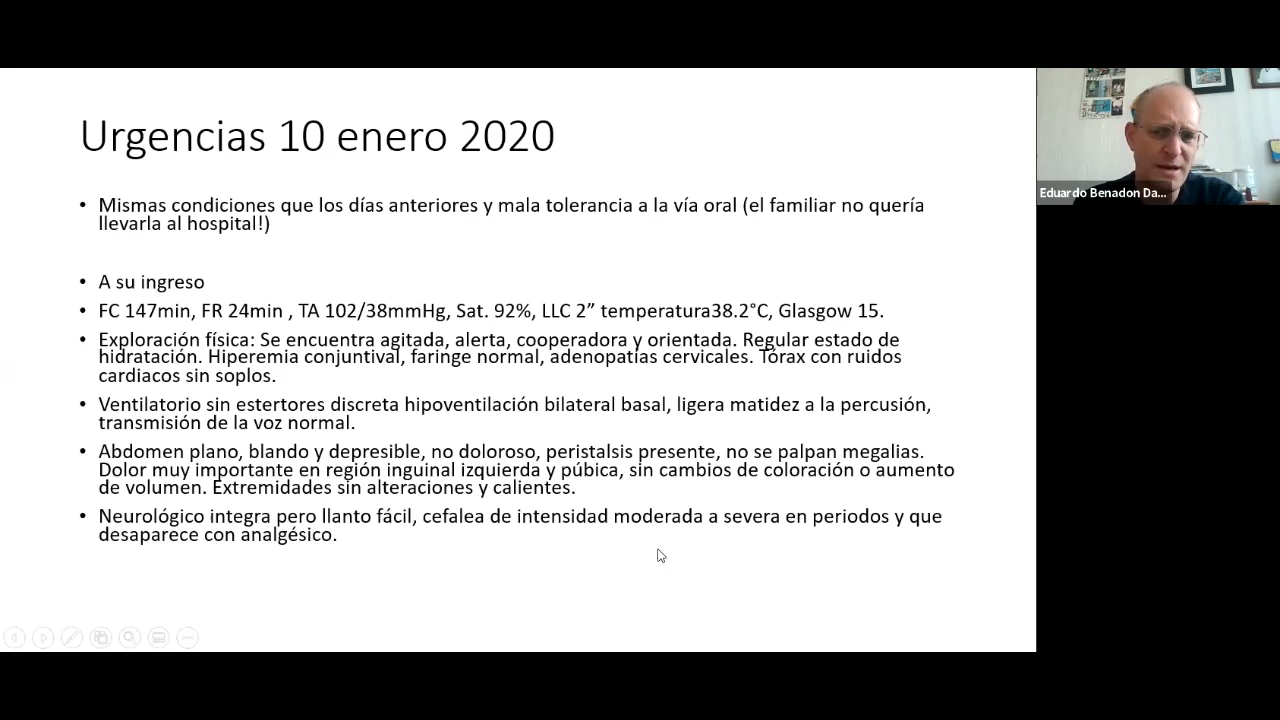 Urgencias 10 enero 2020
• Mismas condiciones que los días anteriores y mala tolerancia a la vía oral (el familiar no quería
llevarla al hospital!)
• A su ingreso
• FC 147min, FR 24min , TA 102/38mmHg, Sat. 92%, LLC 2” temperatura38.2°C, Glasgow 15.
• Exploración física: Se encuentra agitada, alerta, cooperadora y orientada. Regular estado de
hidratación. Hiperemia conjuntival, faringe normal, adenopatías cervicales. Tórax con ruidos
cardiacos sin soplos.
• Ventilatorio sin estertores discreta hipoventilación bilateral basal, ligera matidez a la percusión,
transmisión de la voz normal.
• Abdomen plano, blando y depresible, no doloroso, peristalsis presente, no se palpan megalias.
Dolor muy importante en región inguinal izquierda y púbica, sin cambios de coloración o aumento
de volumen. Extremidades sin alteraciones y calientes.
• Neurológico integra pero llanto fácil, cefalea de intensidad moderada a severa en periodos y que
desaparece con analgésico.
Eduardo Benadon Da...